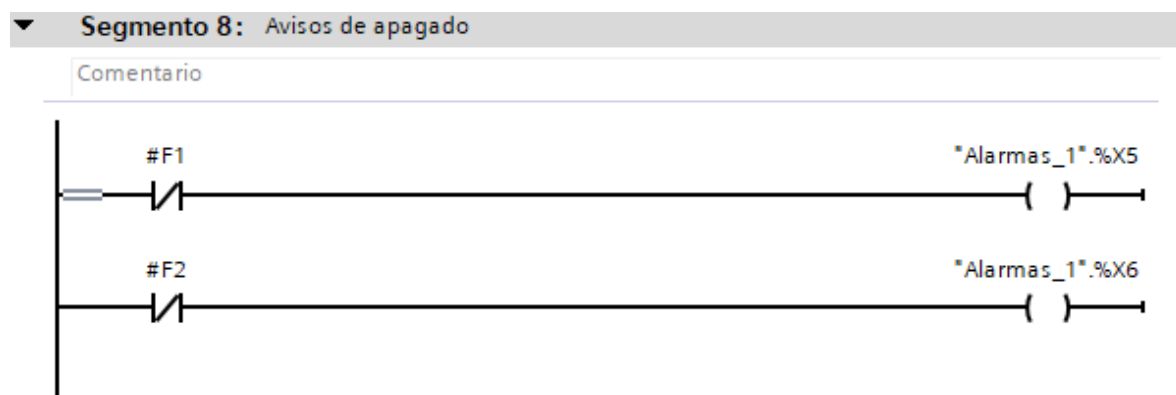 Segmento 8: Avisos de apagado
Comentario
#F1 "Alarmas_1".%X5
#F2 "Alarmas_1".%X6